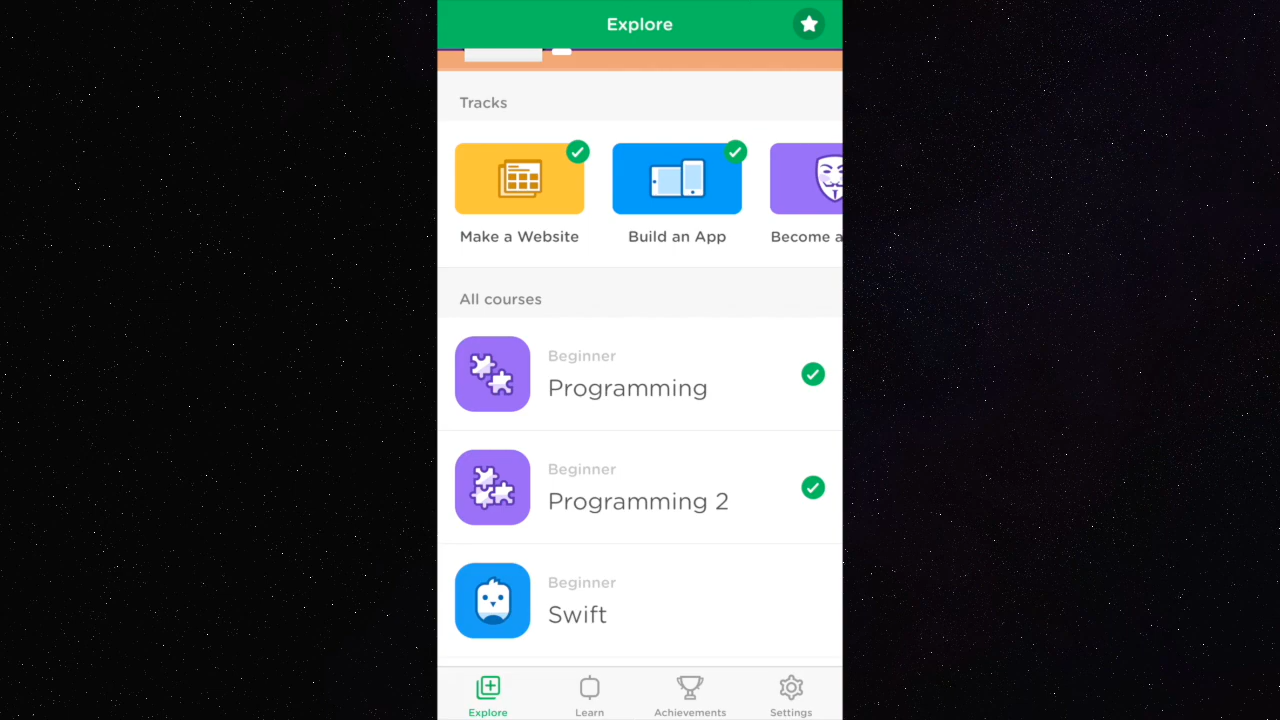 Explore
Tracks
Make a Website
Build an App
Become a
All courses
Beginner
Programming
Beginner
Programming 2
Beginner
Swift
Explore
Learn
Achievements
Settings